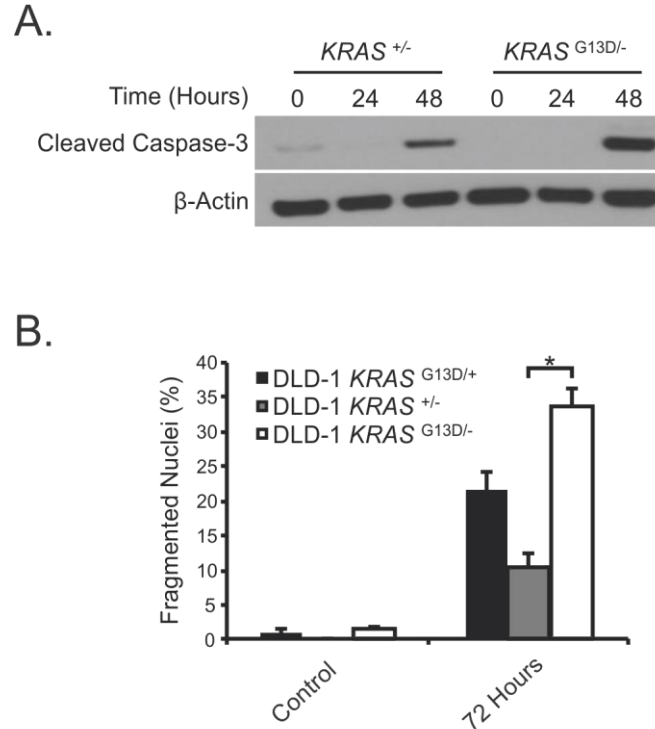 A.
KRAS +/- KRAS G13D/-
Time (Hours) 0 24 48 0 24 48
Cleaved Caspase-3
β-Actin
B.
Fragmented Nuclei (%)
40
35
30
25
20
15
10
5
0
DLD-1 KRAS G13D/+
DLD-1 KRAS +/-
DLD-1 KRAS G13D/-
*
Control
72 Hours